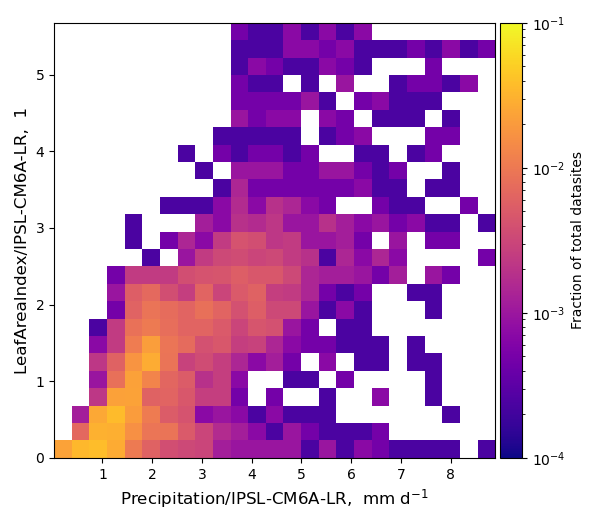 5
4
3
2
1
0
LeafAreaIndex/IPSL-CM6A-LR,  1
1 2 3 4 5 6 7 8
Precipitation/IPSL-CM6A-LR,  mm d⁻¹
10⁻¹
10⁻²
10⁻³
10⁻⁴
Fraction of total datasites